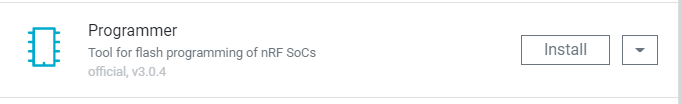 Programmer
Tool for flash programming of nRF SoCs
official, v3.0.4
Install